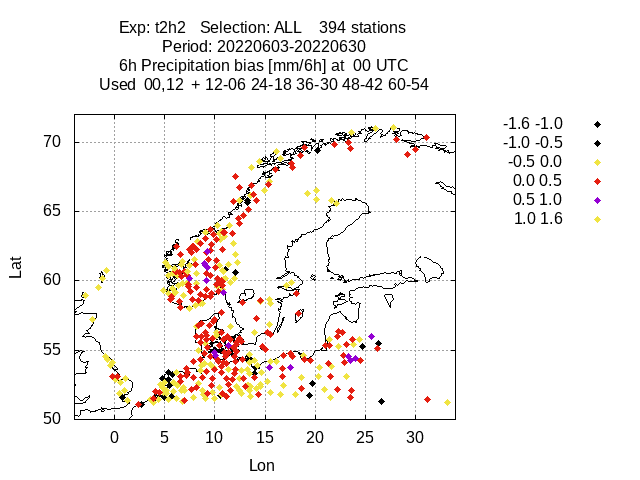 Exp: t2h2 Selection: ALL 394 stations
Period: 20220603-20220630
6h Precipitation bias [mm/6h] at 00 UTC
Used 00,12 + 12-06 24-18 36-30 48-42 60-54
-1.6 -1.0
-1.0 -0.5
-0.5 0.0
0.0 0.5
0.5 1.0
1.0 1.6
70
65
60
55
50
Lat
0 5 10 15 20 25 30
Lon